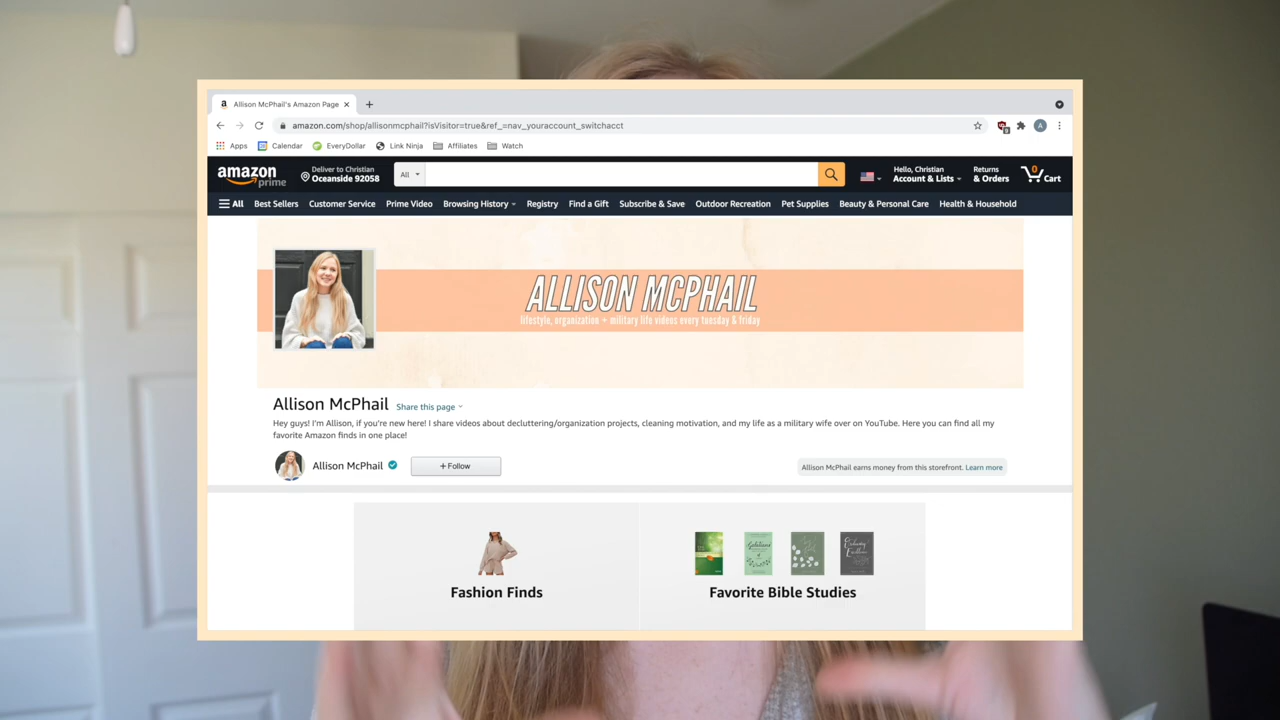 Allison McPhail's Amazon Page
amazon.com/shop/allisonmcphail?isVisitor=true&ref_=nav_youraccount_switchacct
A
Apps Calendar EveryDollar Link Ninja Affiliates Watch
amazon prime
Deliver to Christian
Oceanside 92058
All
Hello, Christian
Account & Lists
Returns
& Orders
0
Cart
All Best Sellers Customer Service Prime Video Browsing History Registry Find a Gift Subscribe & Save Outdoor Recreation Pet Supplies Beauty & Personal Care Health & Household
ALLISON MCPHAIL
lifestyle, organization + military life videos every tuesday & friday
Allison McPhail Share this page
Hey guys! I'm Allison, if you're new here! I share videos about decluttering/organization projects, cleaning motivation, and my life as a military wife over on YouTube. Here you can find all my
favorite Amazon finds in one place!
Allison McPhail + Follow
Allison McPhail earns money from this storefront. Learn more
Fashion Finds
Favorite Bible Studies